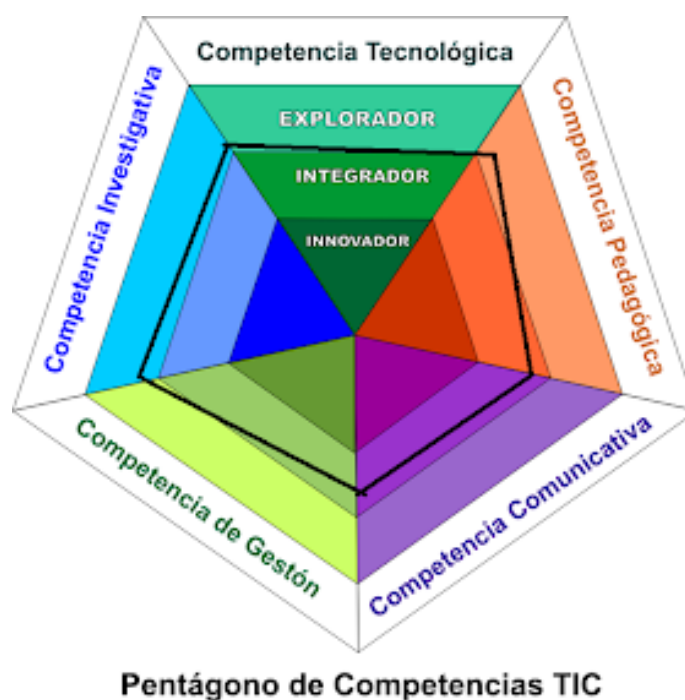 Competencia Tecnológica
EXPLORADOR
INTEGRADOR
INNOVADOR
Competencia Investigativa
Competencia Pedagógica
Competencia de Gestón
Competencia Comunicativa
Pentágono de Competencias TIC